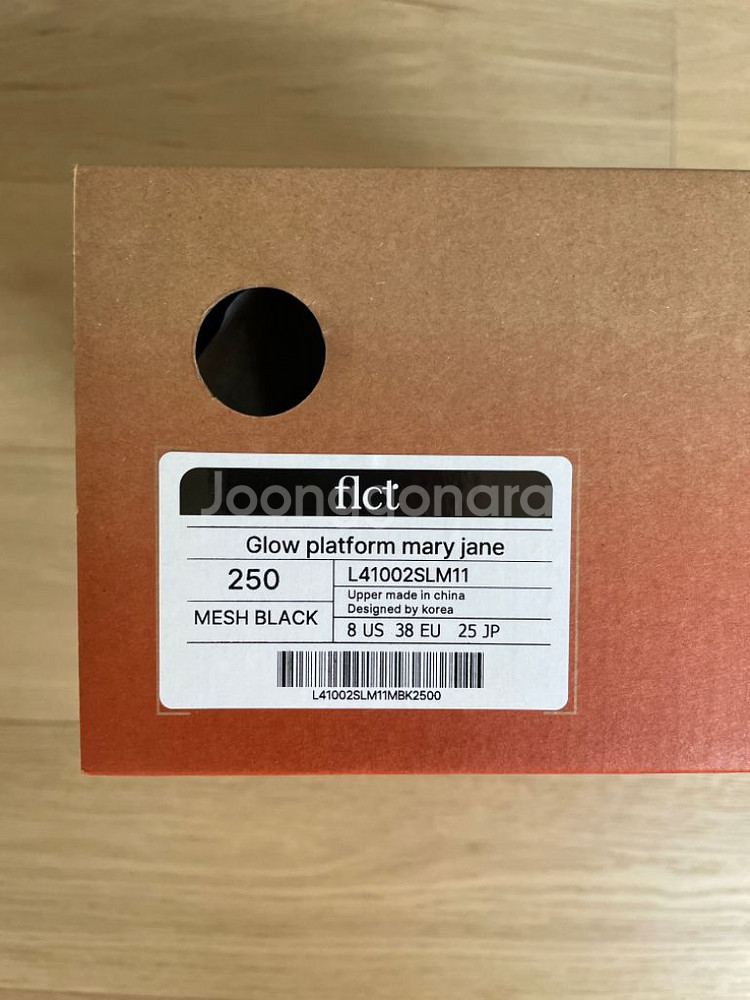 flct
Joonggonara
Glow platform mary jane
250
L41002SLM11
Upper made in china
Designed by korea
MESH BLACK
8 US 38 EU 25 JP
L41002SLM11MBK2500